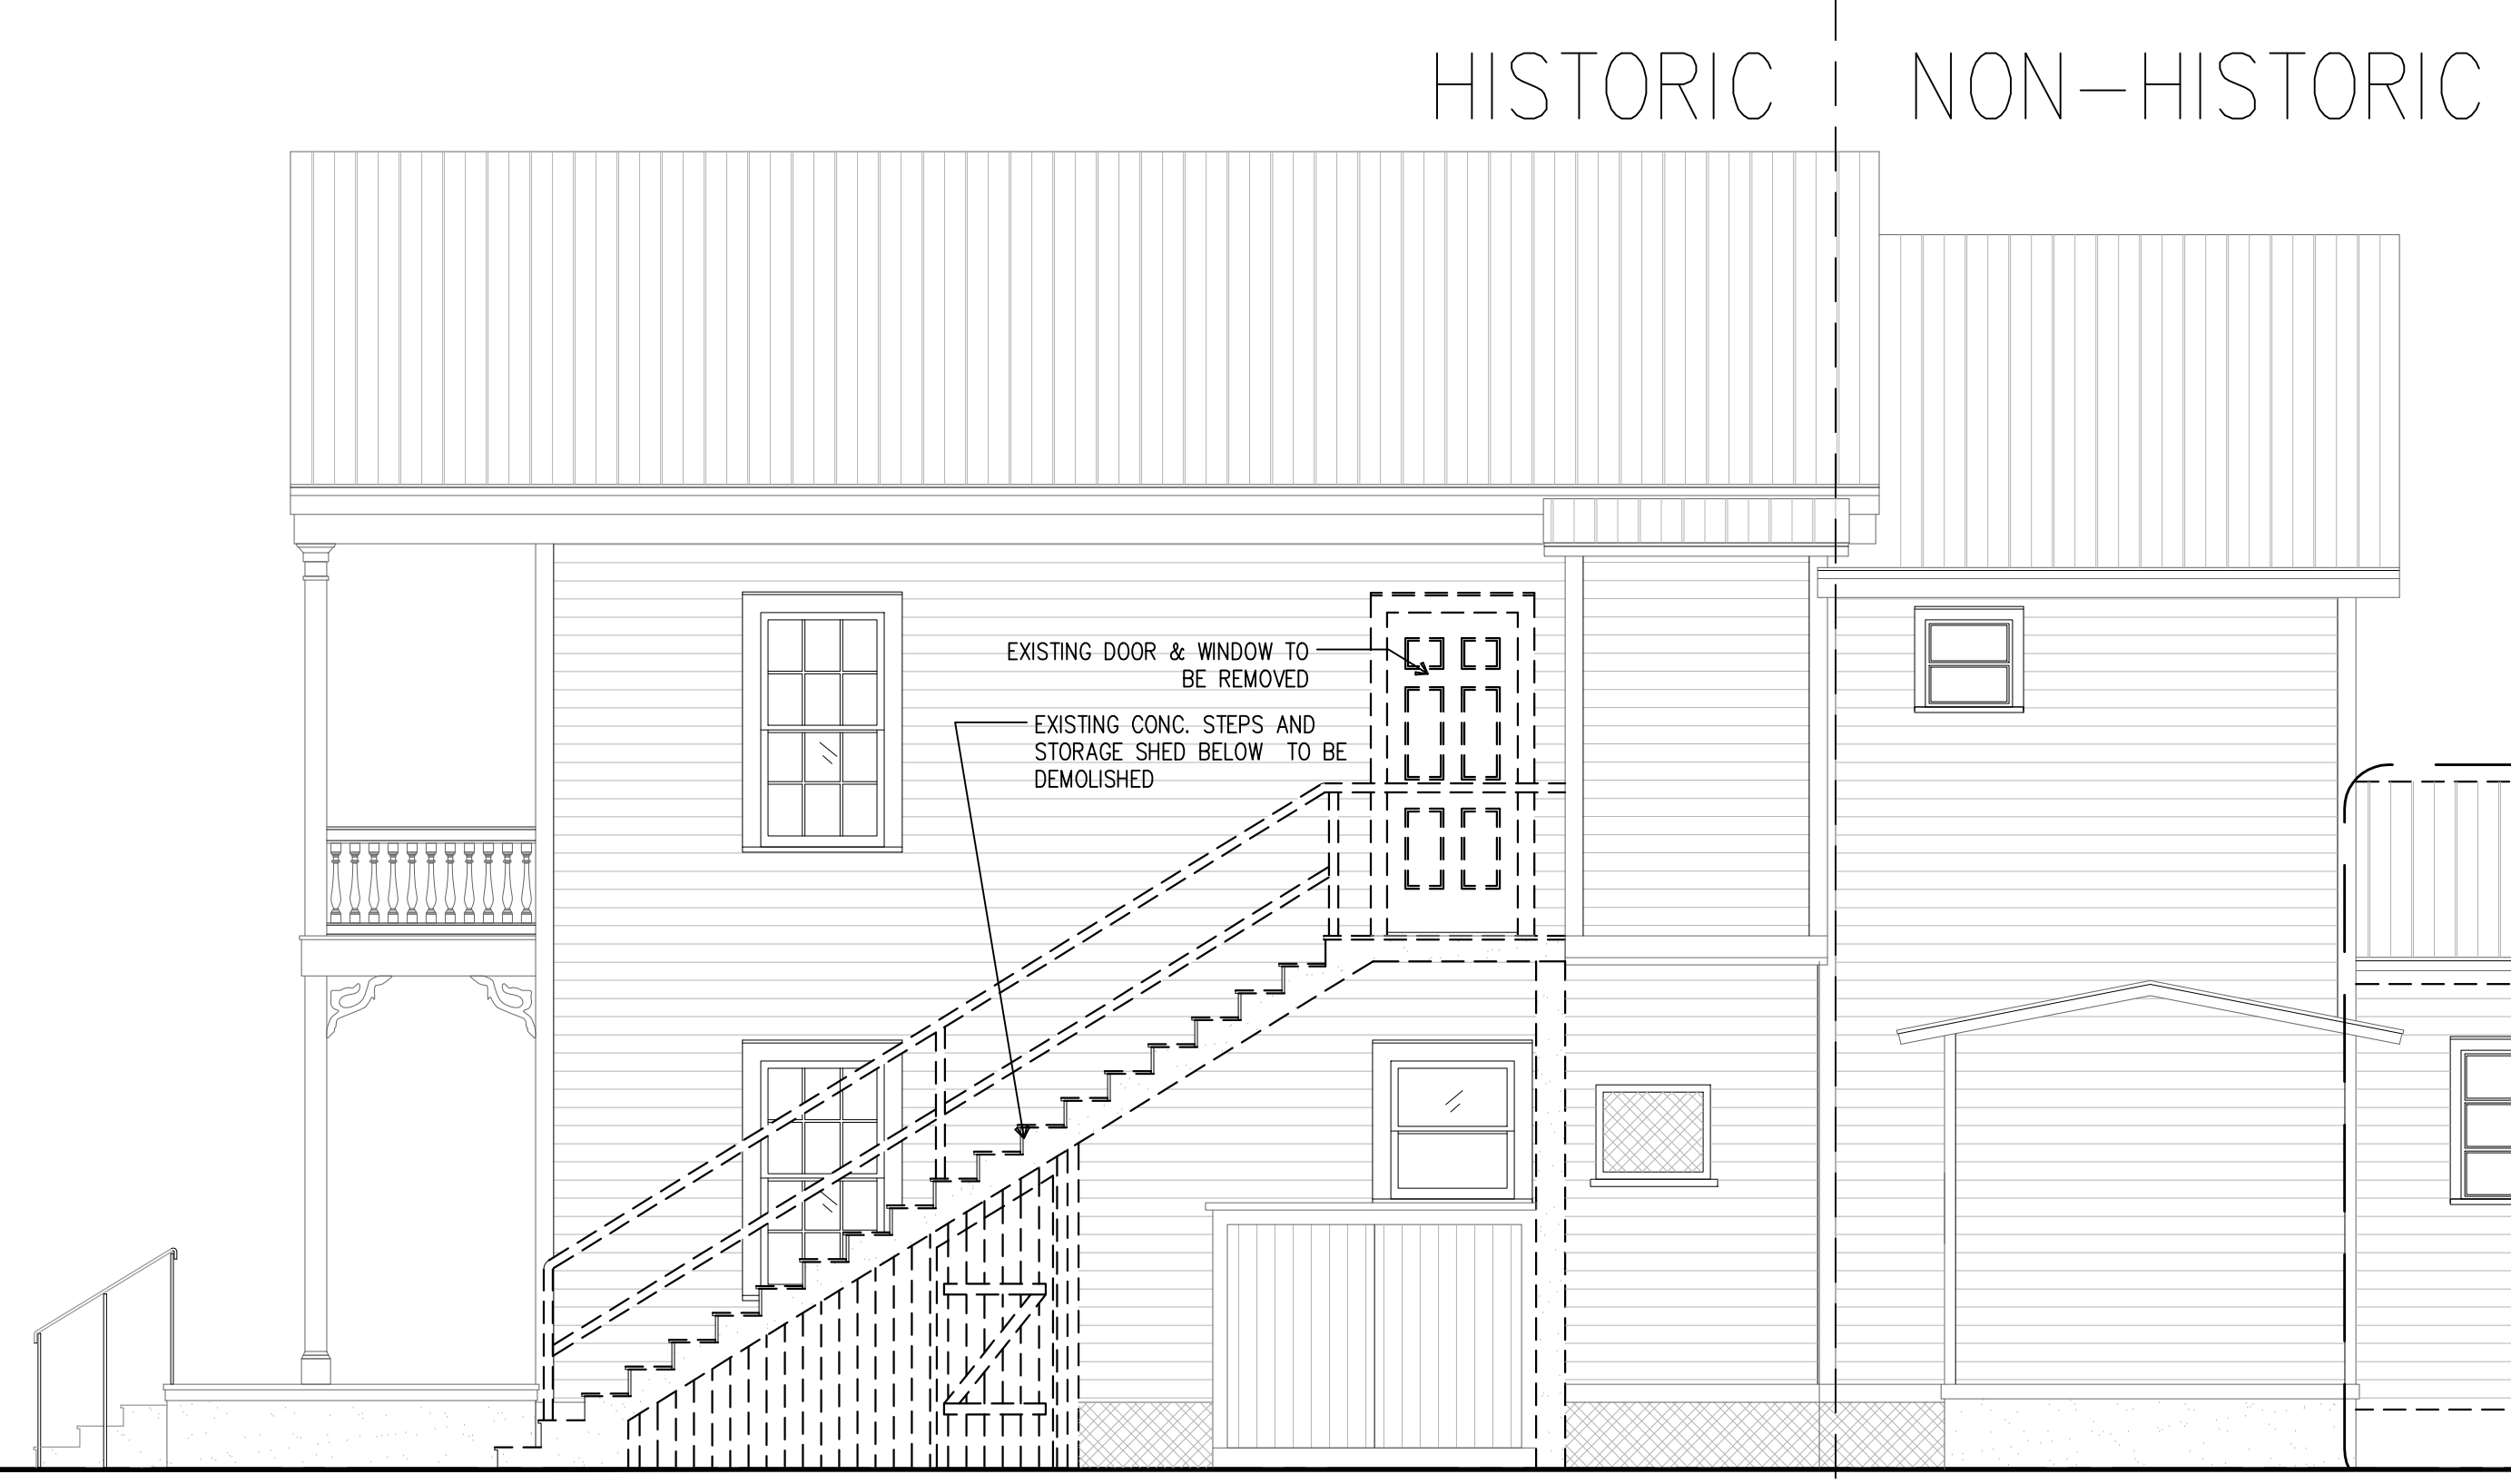 HISTORIC
NON-HISTORIC
EXISTING DOOR & WINDOW TO
BE REMOVED
EXISTING CONC. STEPS AND
STORAGE SHED BELOW TO BE
DEMOLISHED